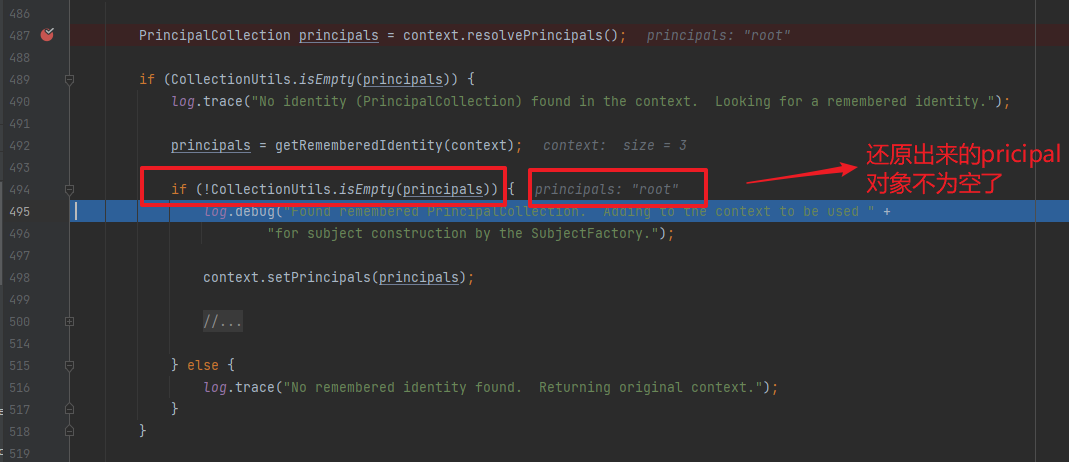 486
487 PrincipalCollection principals = context.resolvePrincipals(); principals: "root"
488
489 if (CollectionUtils.isEmpty(principals)) {
490 log.trace("No identity (PrincipalCollection) found in the context.  Looking for a remembered identity.");
491
492 principals = getRememberedIdentity(context); context: size = 3
493
494 if (!CollectionUtils.isEmpty(principals)) { principals: "root"
还原出来的pricipal
对象不为空了
495 log.debug("Found remembered PrincipalCollection.  Adding to the context to be used " +
496 "for subject construction by the SubjectFactory.");
497
498 context.setPrincipals(principals);
499
500 //...
514
515 } else {
516 log.trace("No remembered identity found.  Returning original context.");
517 }
518 }
519